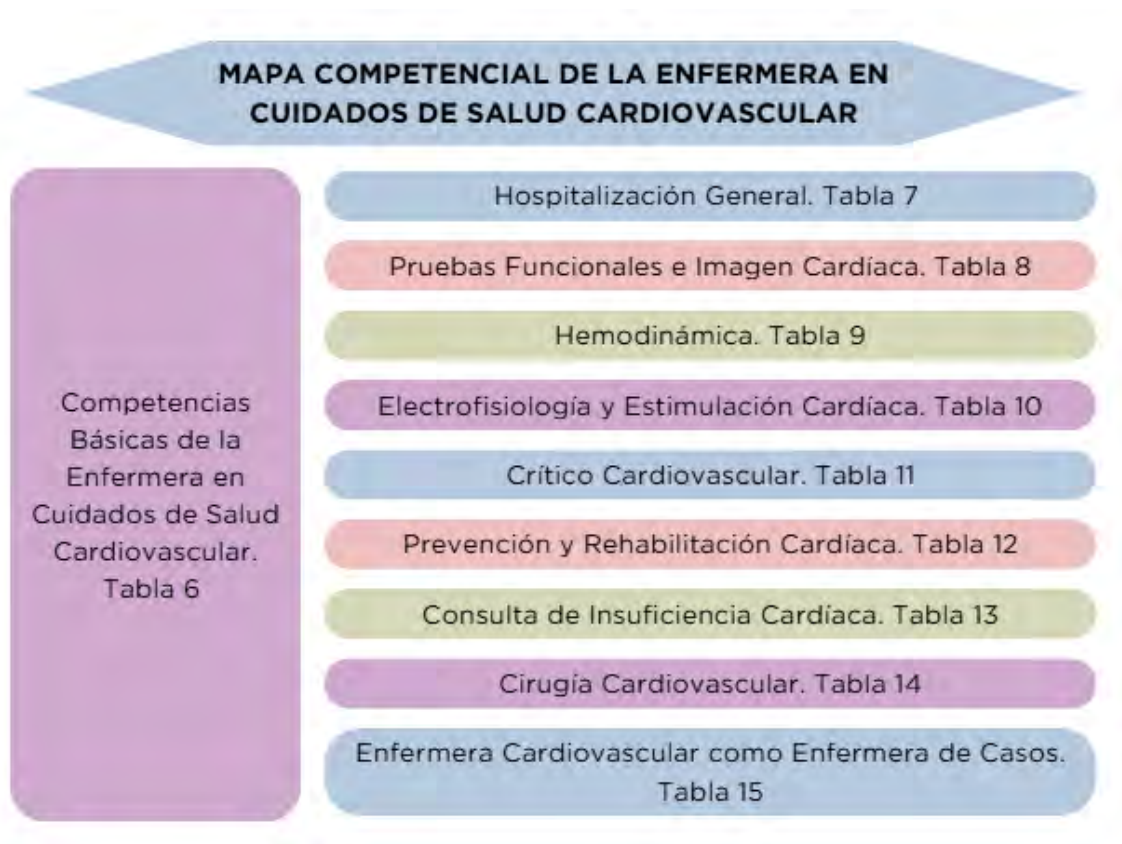 MAPA COMPETENCIAL DE LA ENFERMERA EN
CUIDADOS DE SALUD CARDIOVASCULAR
Competencias
Básicas de la
Enfermera en
Cuidados de Salud
Cardiovascular.
Tabla 6
Hospitalización General. Tabla 7
Pruebas Funcionales e Imagen Cardíaca. Tabla 8
Hemodinámica. Tabla 9
Electrofisiología y Estimulación Cardíaca. Tabla 10
Crítico Cardiovascular. Tabla 11
Prevención y Rehabilitación Cardíaca. Tabla 12
Consulta de Insuficiencia Cardíaca. Tabla 13
Cirugía Cardiovascular. Tabla 14
Enfermera Cardiovascular como Enfermera de Casos.
Tabla 15